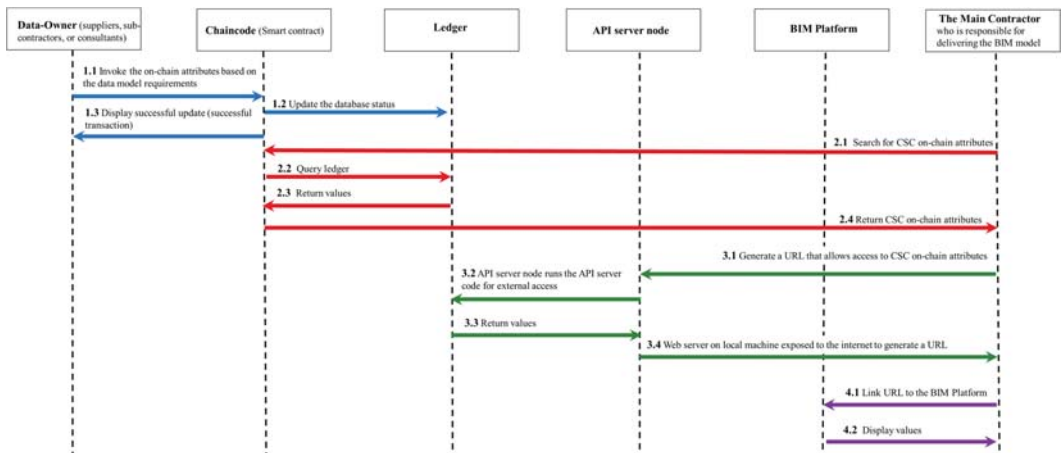 Data-Owner (suppliers, sub-
contractors, or consultants)
Chaincode (Smart contract)
Ledger
API server node
BIM Platform
The Main Contractor
who is responsible for
delivering the BIM model
1.1 Invoke the on-chain attributes based on
the data model requirements
1.2 Update the database status
1.3 Display successful update (successful
transaction)
2.1 Search for CSC on-chain attributes
2.2 Query ledger
2.3 Return values
2.4 Return CSC on-chain attributes
3.1 Generate a URL that allows access to CSC on-chain attributes
3.2 API server node runs the API server
code for external access
3.3 Return values
3.4 Web server on local machine exposed to the internet to generate a URL
4.1 Link URL to the BIM Platform
4.2 Display values